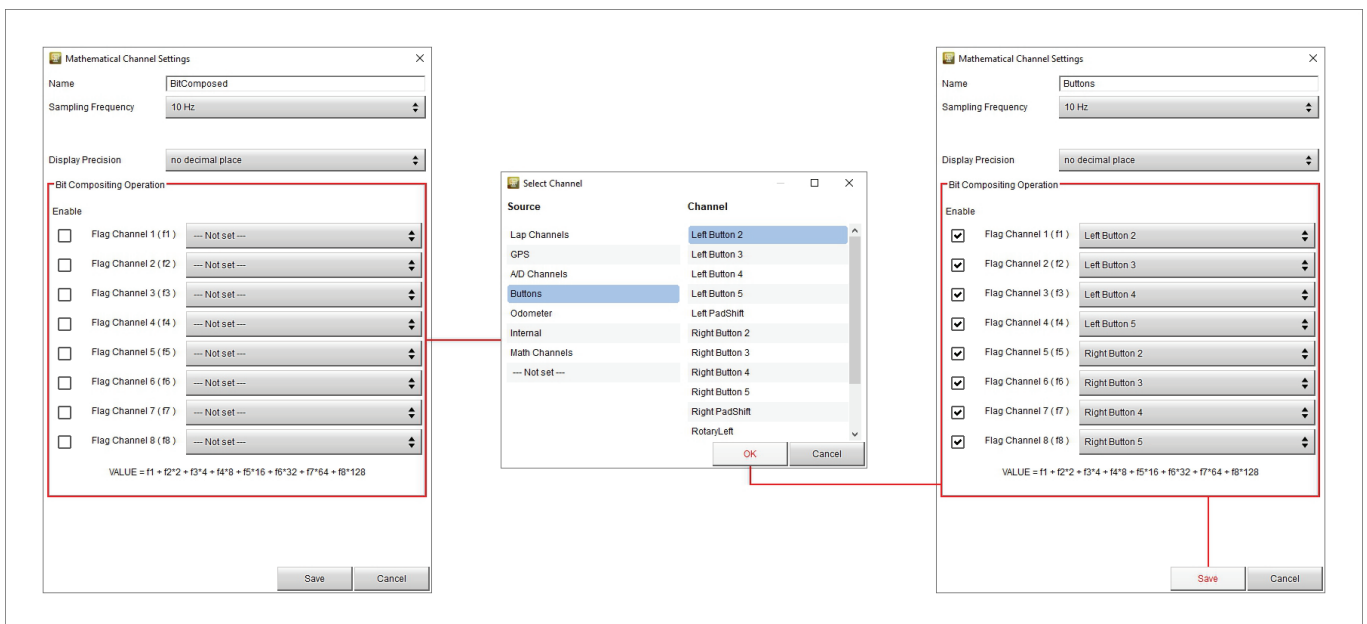 Mathematical Channel Settings
Name BitComposed
Sampling Frequency 10 Hz
Display Precision no decimal place
Bit Compositing Operation
Enable
Flag Channel 1 ( f1 ) --- Not set ---
Flag Channel 2 ( f2 ) --- Not set ---
Flag Channel 3 ( f3 ) --- Not set ---
Flag Channel 4 ( f4 ) --- Not set ---
Flag Channel 5 ( f5 ) --- Not set ---
Flag Channel 6 ( f6 ) --- Not set ---
Flag Channel 7 ( f7 ) --- Not set ---
Flag Channel 8 ( f8 ) --- Not set ---
VALUE = f1 + f2*2 + f3*4 + f4*8 + f5*16 + f6*32 + f7*64 + f8*128
Save Cancel
Select Channel
Source Channel
Lap Channels Left Button 2
GPS Left Button 3
A/D Channels Left Button 4
Buttons Left Button 5
Odometer Left PadShift
Internal Right Button 2
Math Channels Right Button 3
--- Not set --- Right Button 4
Right Button 5
Right PadShift
RotaryLeft
OK Cancel
Mathematical Channel Settings
Name Buttons
Sampling Frequency 10 Hz
Display Precision no decimal place
Bit Compositing Operation
Enable
Flag Channel 1 ( f1 ) Left Button 2
Flag Channel 2 ( f2 ) Left Button 3
Flag Channel 3 ( f3 ) Left Button 4
Flag Channel 4 ( f4 ) Left Button 5
Flag Channel 5 ( f5 ) Right Button 2
Flag Channel 6 ( f6 ) Right Button 3
Flag Channel 7 ( f7 ) Right Button 4
Flag Channel 8 ( f8 ) Right Button 5
VALUE = f1 + f2*2 + f3*4 + f4*8 + f5*16 + f6*32 + f7*64 + f8*128
Save Cancel